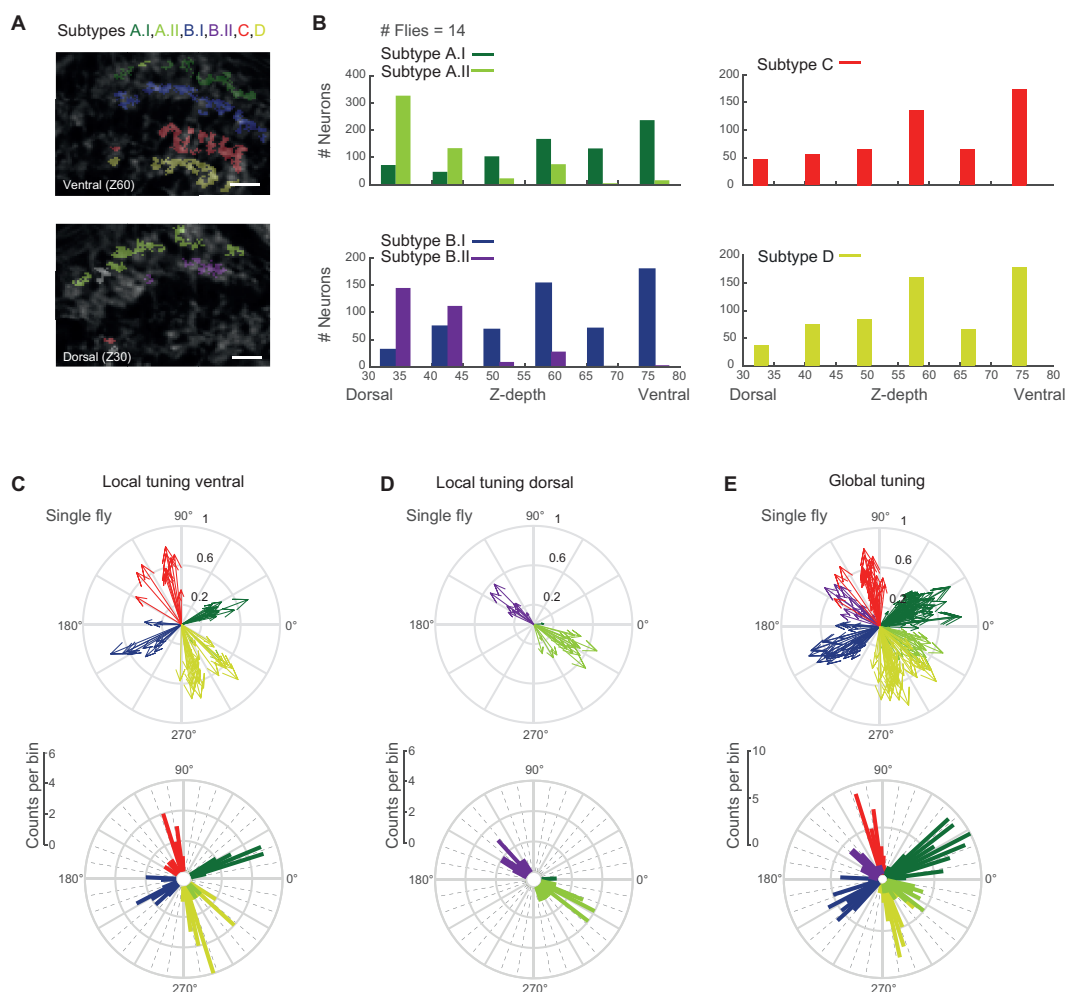 A
Subtypes A.I,A.II,B.I,B.II,C,D
Ventral (Z60)
Dorsal (Z30)
B
# Flies = 14
Subtype A.I
Subtype A.II
# Neurons
400
300
200
100
0
Subtype C
200
150
100
50
0
Subtype B.I
Subtype B.II
# Neurons
200
150
100
50
0
30 35 40 45 50 55 60 65 70 75 80
Dorsal Z-depth Ventral
Subtype D
200
150
100
50
0
30 35 40 45 50 55 60 65 70 75 80
Dorsal Z-depth Ventral
C
Local tuning ventral
Single fly
90°
1
0.6
0.2
180°
0°
270°
Counts per bin
6
4
2
0
90°
180°
0°
270°
D
Local tuning dorsal
Single fly
90°
1
0.6
0.2
180°
0°
270°
Counts per bin
6
4
2
0
90°
180°
0°
270°
E
Global tuning
Single fly
90°
1
0.6
0.2
180°
0°
270°
Counts per bin
10
5
0
90°
180°
0°
270°